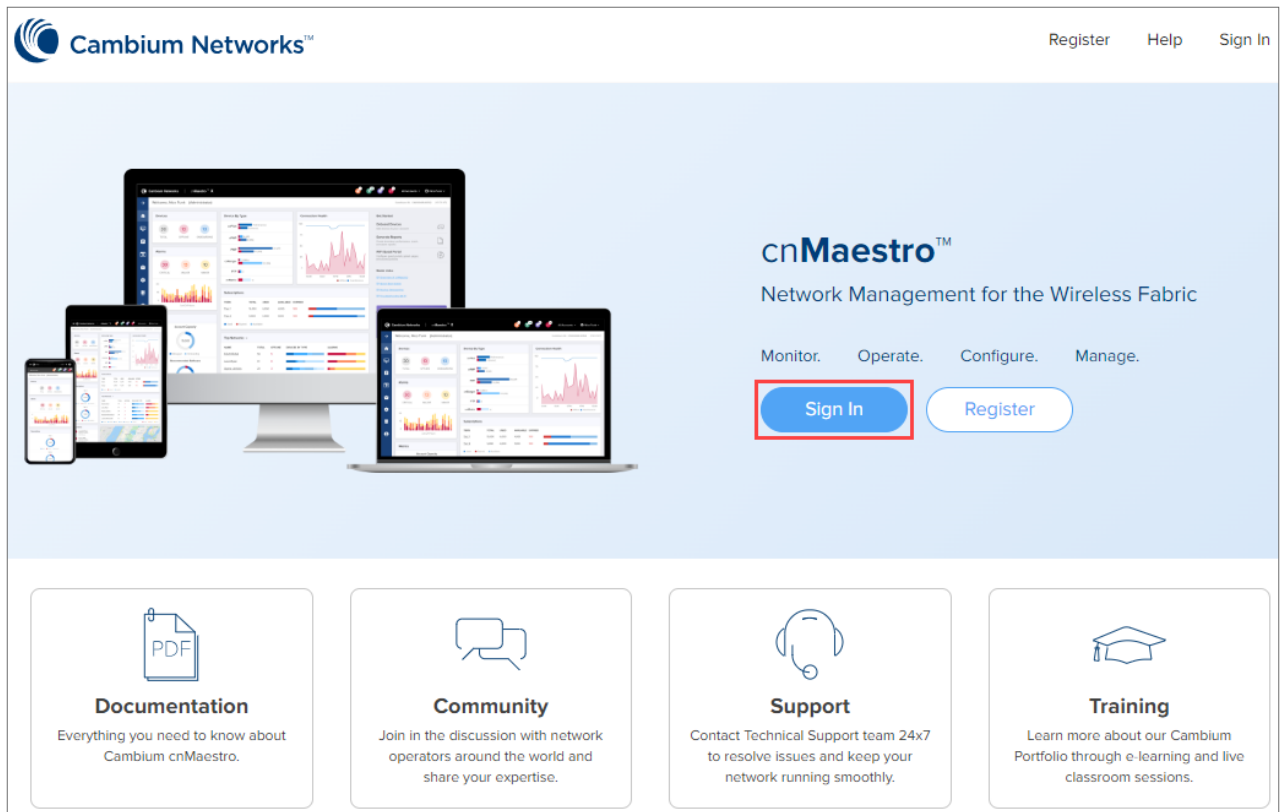 Cambium Networks™
Register Help Sign In
cnMaestro™
Network Management for the Wireless Fabric
Monitor. Operate. Configure. Manage.
Sign In Register
PDF
Documentation
Everything you need to know about
Cambium cnMaestro.
Community
Join in the discussion with network
operators around the world and
share your expertise.
Support
Contact Technical Support team 24x7
to resolve issues and keep your
network running smoothly.
Training
Learn more about our Cambium
Portfolio through e-learning and live
classroom sessions.